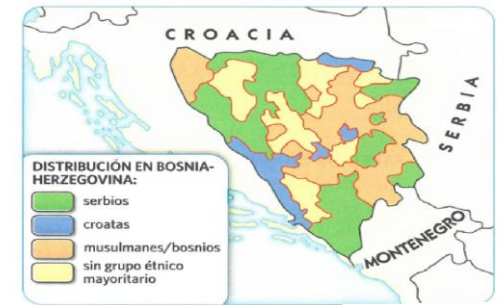 CROACIA
SERBIA
MONTENEGRO
DISTRIBUCIÓN EN BOSNIA-
HERZEGOVINA:
serbios
croatas
musulmanes/bosnios
sin grupo étnico
mayoritario